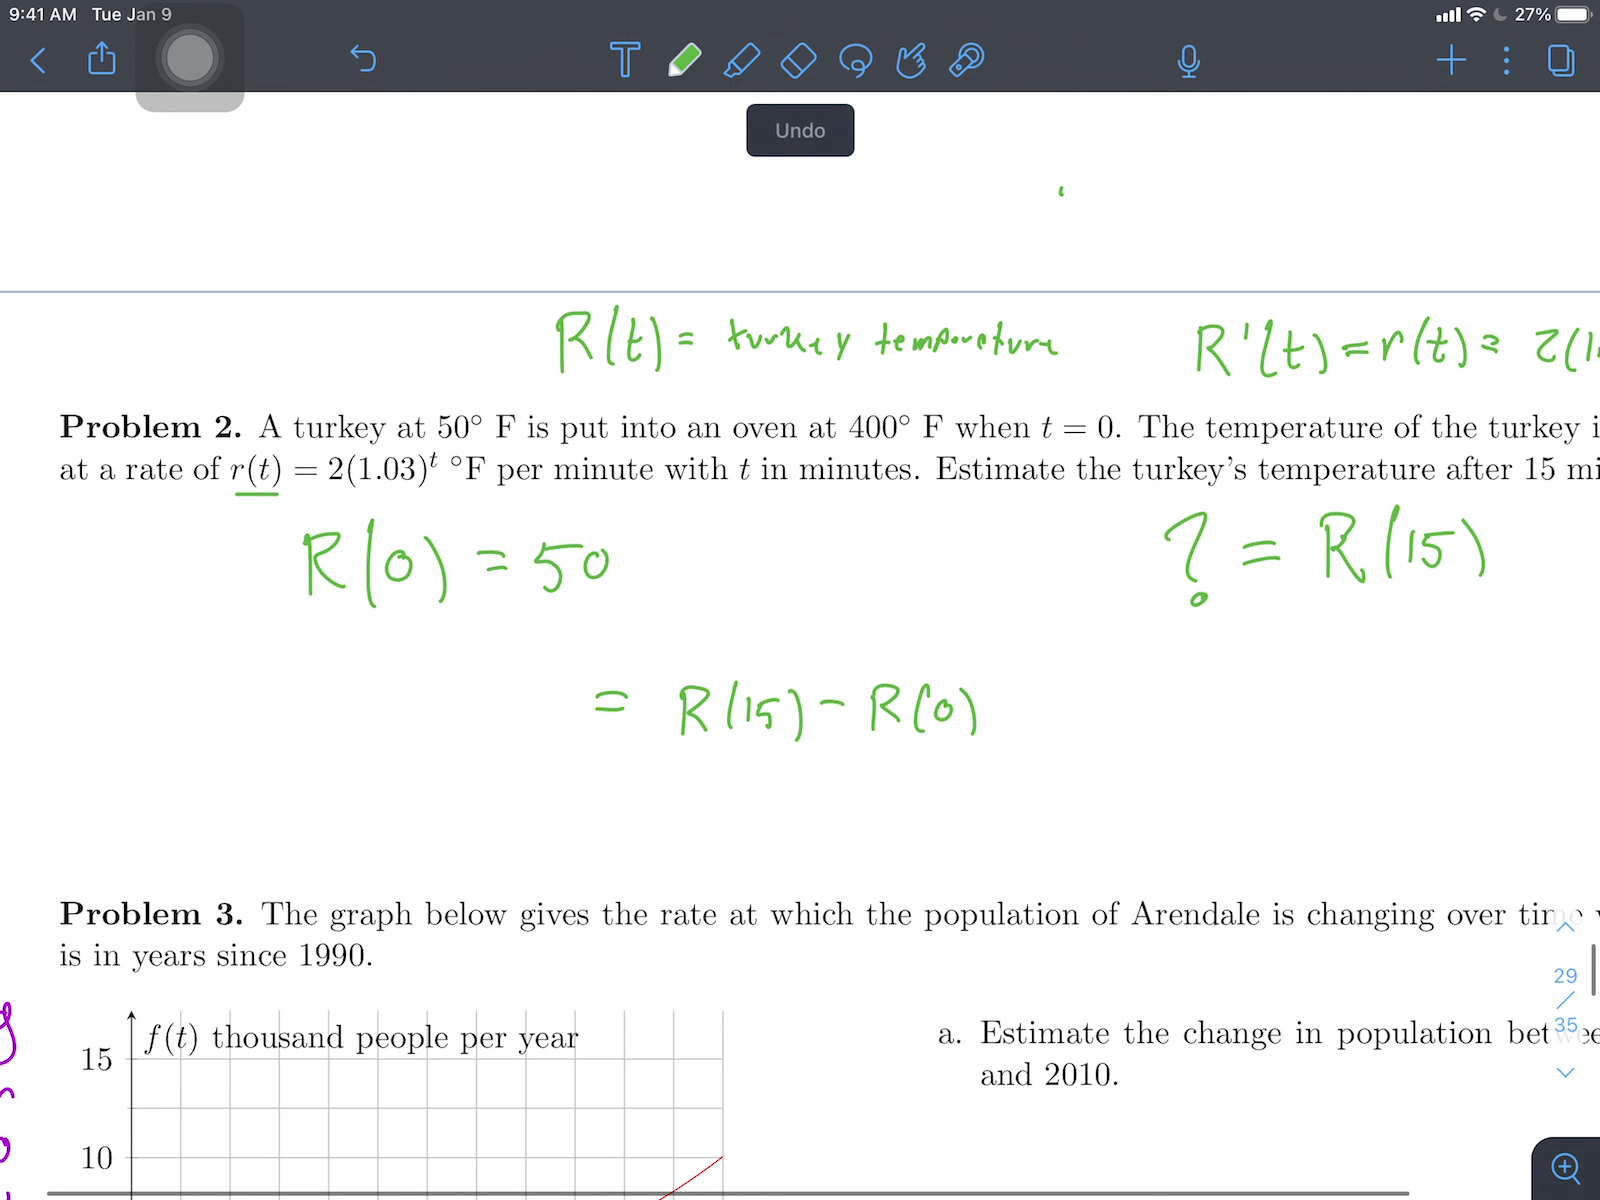 9:41 AM Tue Jan 9 27%
Undo
R(t) = turkey temperature R'(t) = r(t) = 2(1.
Problem 2. A turkey at 50° F is put into an oven at 400° F when t = 0. The temperature of the turkey i
at a rate of r(t) = 2(1.03)^t °F per minute with t in minutes. Estimate the turkey's temperature after 15 mi
R(0) = 50 ? = R(15)
= R(15) - R(0)
Problem 3. The graph below gives the rate at which the population of Arendale is changing over time
is in years since 1990.
29
/
35
f(t) thousand people per year
15
10
a. Estimate the change in population betwee
and 2010.